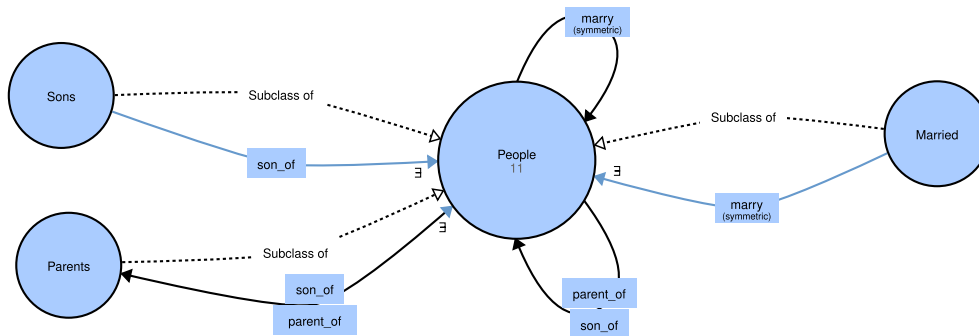 marry
(symmetric)
Sons
Subclass of
Subclass of
Married
People
11
son_of
∃
∃
marry
(symmetric)
∃
Subclass of
Parents
son_of
parent_of
parent_of
son_of